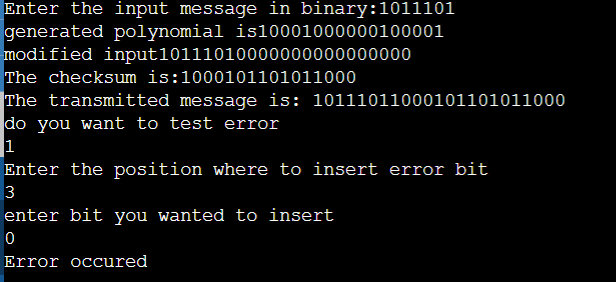 Enter the input message in binary:1011101
generated polynomial is10001000000100001
modified input10111010000000000000000
The checksum is:1000101101011000
The transmitted message is: 10111011000101101011000
do you want to test error
1
Enter the position where to insert error bit
3
enter bit you wanted to insert
0
Error occured